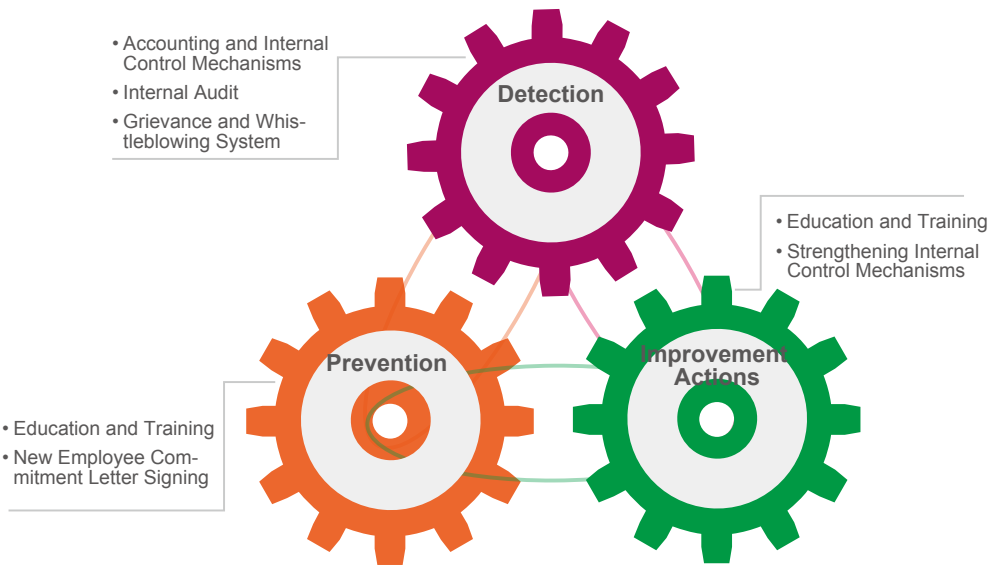 • Accounting and Internal
Control Mechanisms
• Internal Audit
• Grievance and Whis-
tleblowing System
Detection
• Education and Training
• Strengthening Internal
Control Mechanisms
Improvement
Actions
Prevention
• Education and Training
• New Employee Com-
mitment Letter Signing